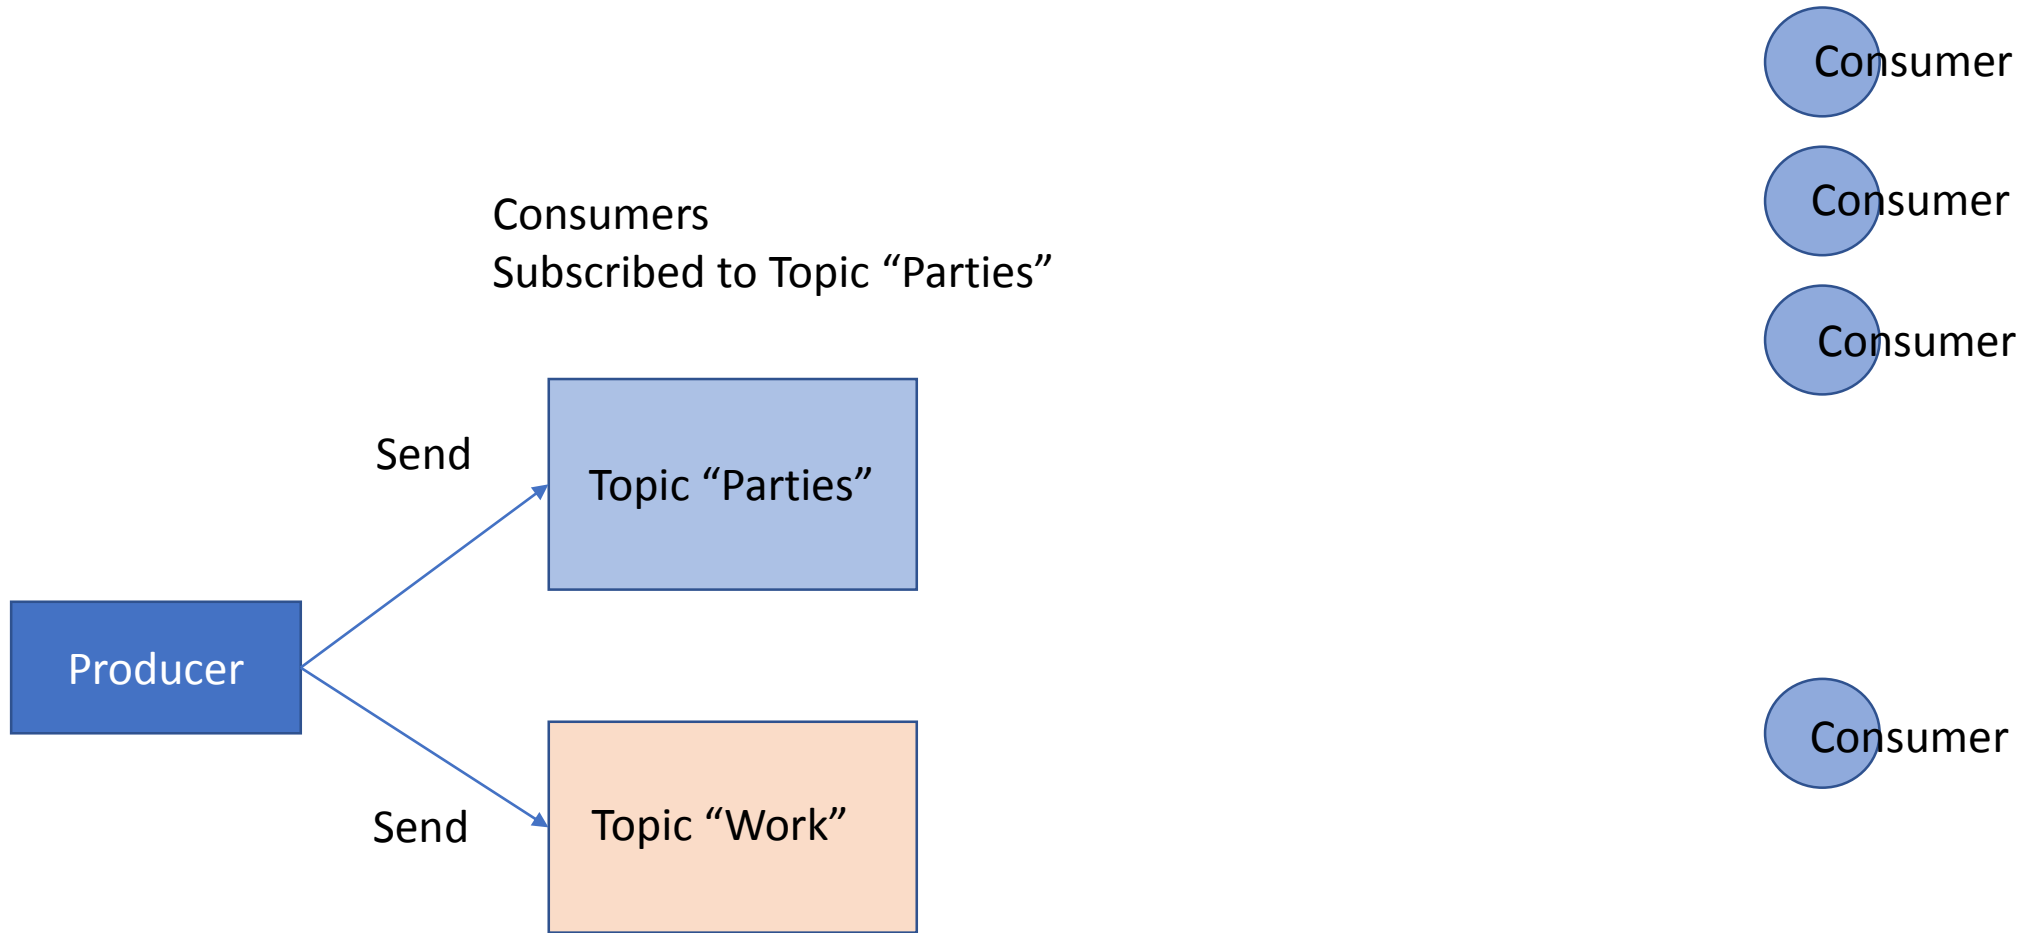 Consumer
Consumer
Consumers
Subscribed to Topic “Parties”
Consumer
Send
Topic “Parties”
Producer
Consumer
Send
Topic “Work”